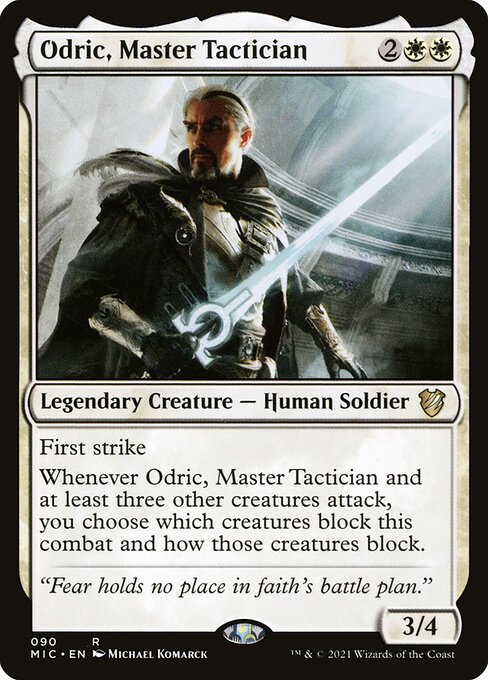 Odric, Master Tactician 2
Legendary Creature — Human Soldier
First strike
Whenever Odric, Master Tactician and
at least three other creatures attack,
you choose which creatures block this
combat and how those creatures block.
“Fear holds no place in faith’s battle plan.”
3/4
090 R
MIC • EN Michael Komarck ™ & © 2021 Wizards of the Coast